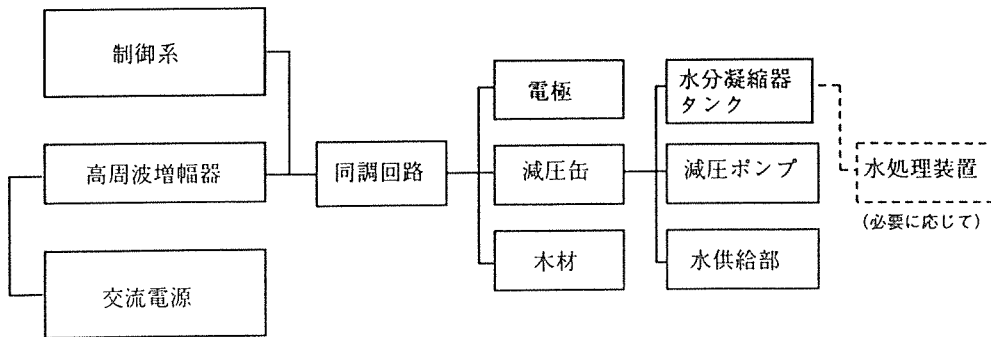 制御系
高周波増幅器
交流電源
同調回路
電極
減圧缶
木材
水分凝縮器
タンク
減圧ポンプ
水供給部
水処理装置
(必要に応じて)